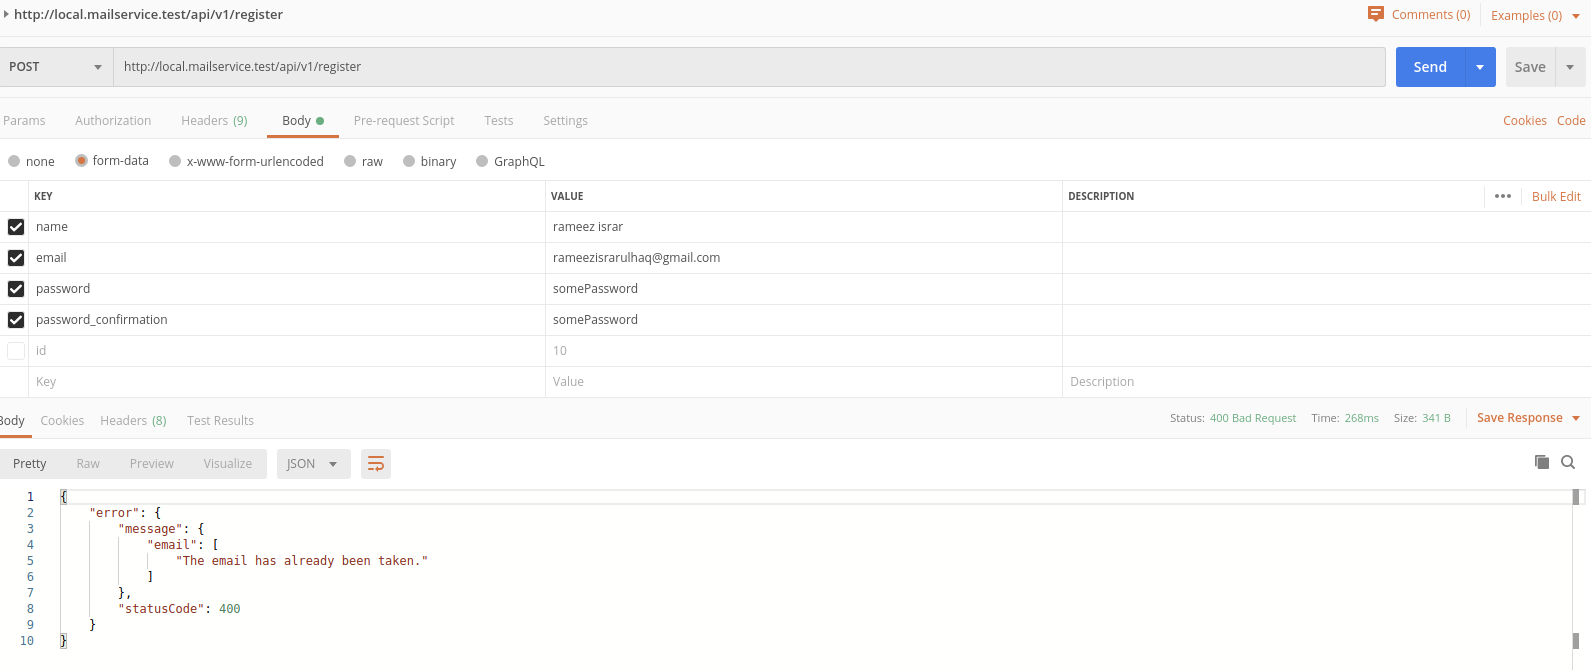 http://local.mailservice.test/api/v1/register
Comments (0)
Examples (0)
POST
http://local.mailservice.test/api/v1/register
Send
Save
Params
Authorization
Headers (9)
Body
Pre-request Script
Tests
Settings
Cookies
Code
none
form-data
x-www-form-urlencoded
raw
binary
GraphQL
KEY
VALUE
DESCRIPTION
Bulk Edit
name
rameez israr
email
rameezisrarulhaq@gmail.com
password
somePassword
password_confirmation
somePassword
id
10
Key
Value
Description
Body
Cookies
Headers (8)
Test Results
Status: 400 Bad Request
Time: 268ms
Size: 341 B
Save Response
Pretty
Raw
Preview
Visualize
JSON
1 {
2 "error": {
3 "message": {
4 "email": [
5 "The email has already been taken."
6 ]
7 },
8 "statusCode": 400
9 }
10 }